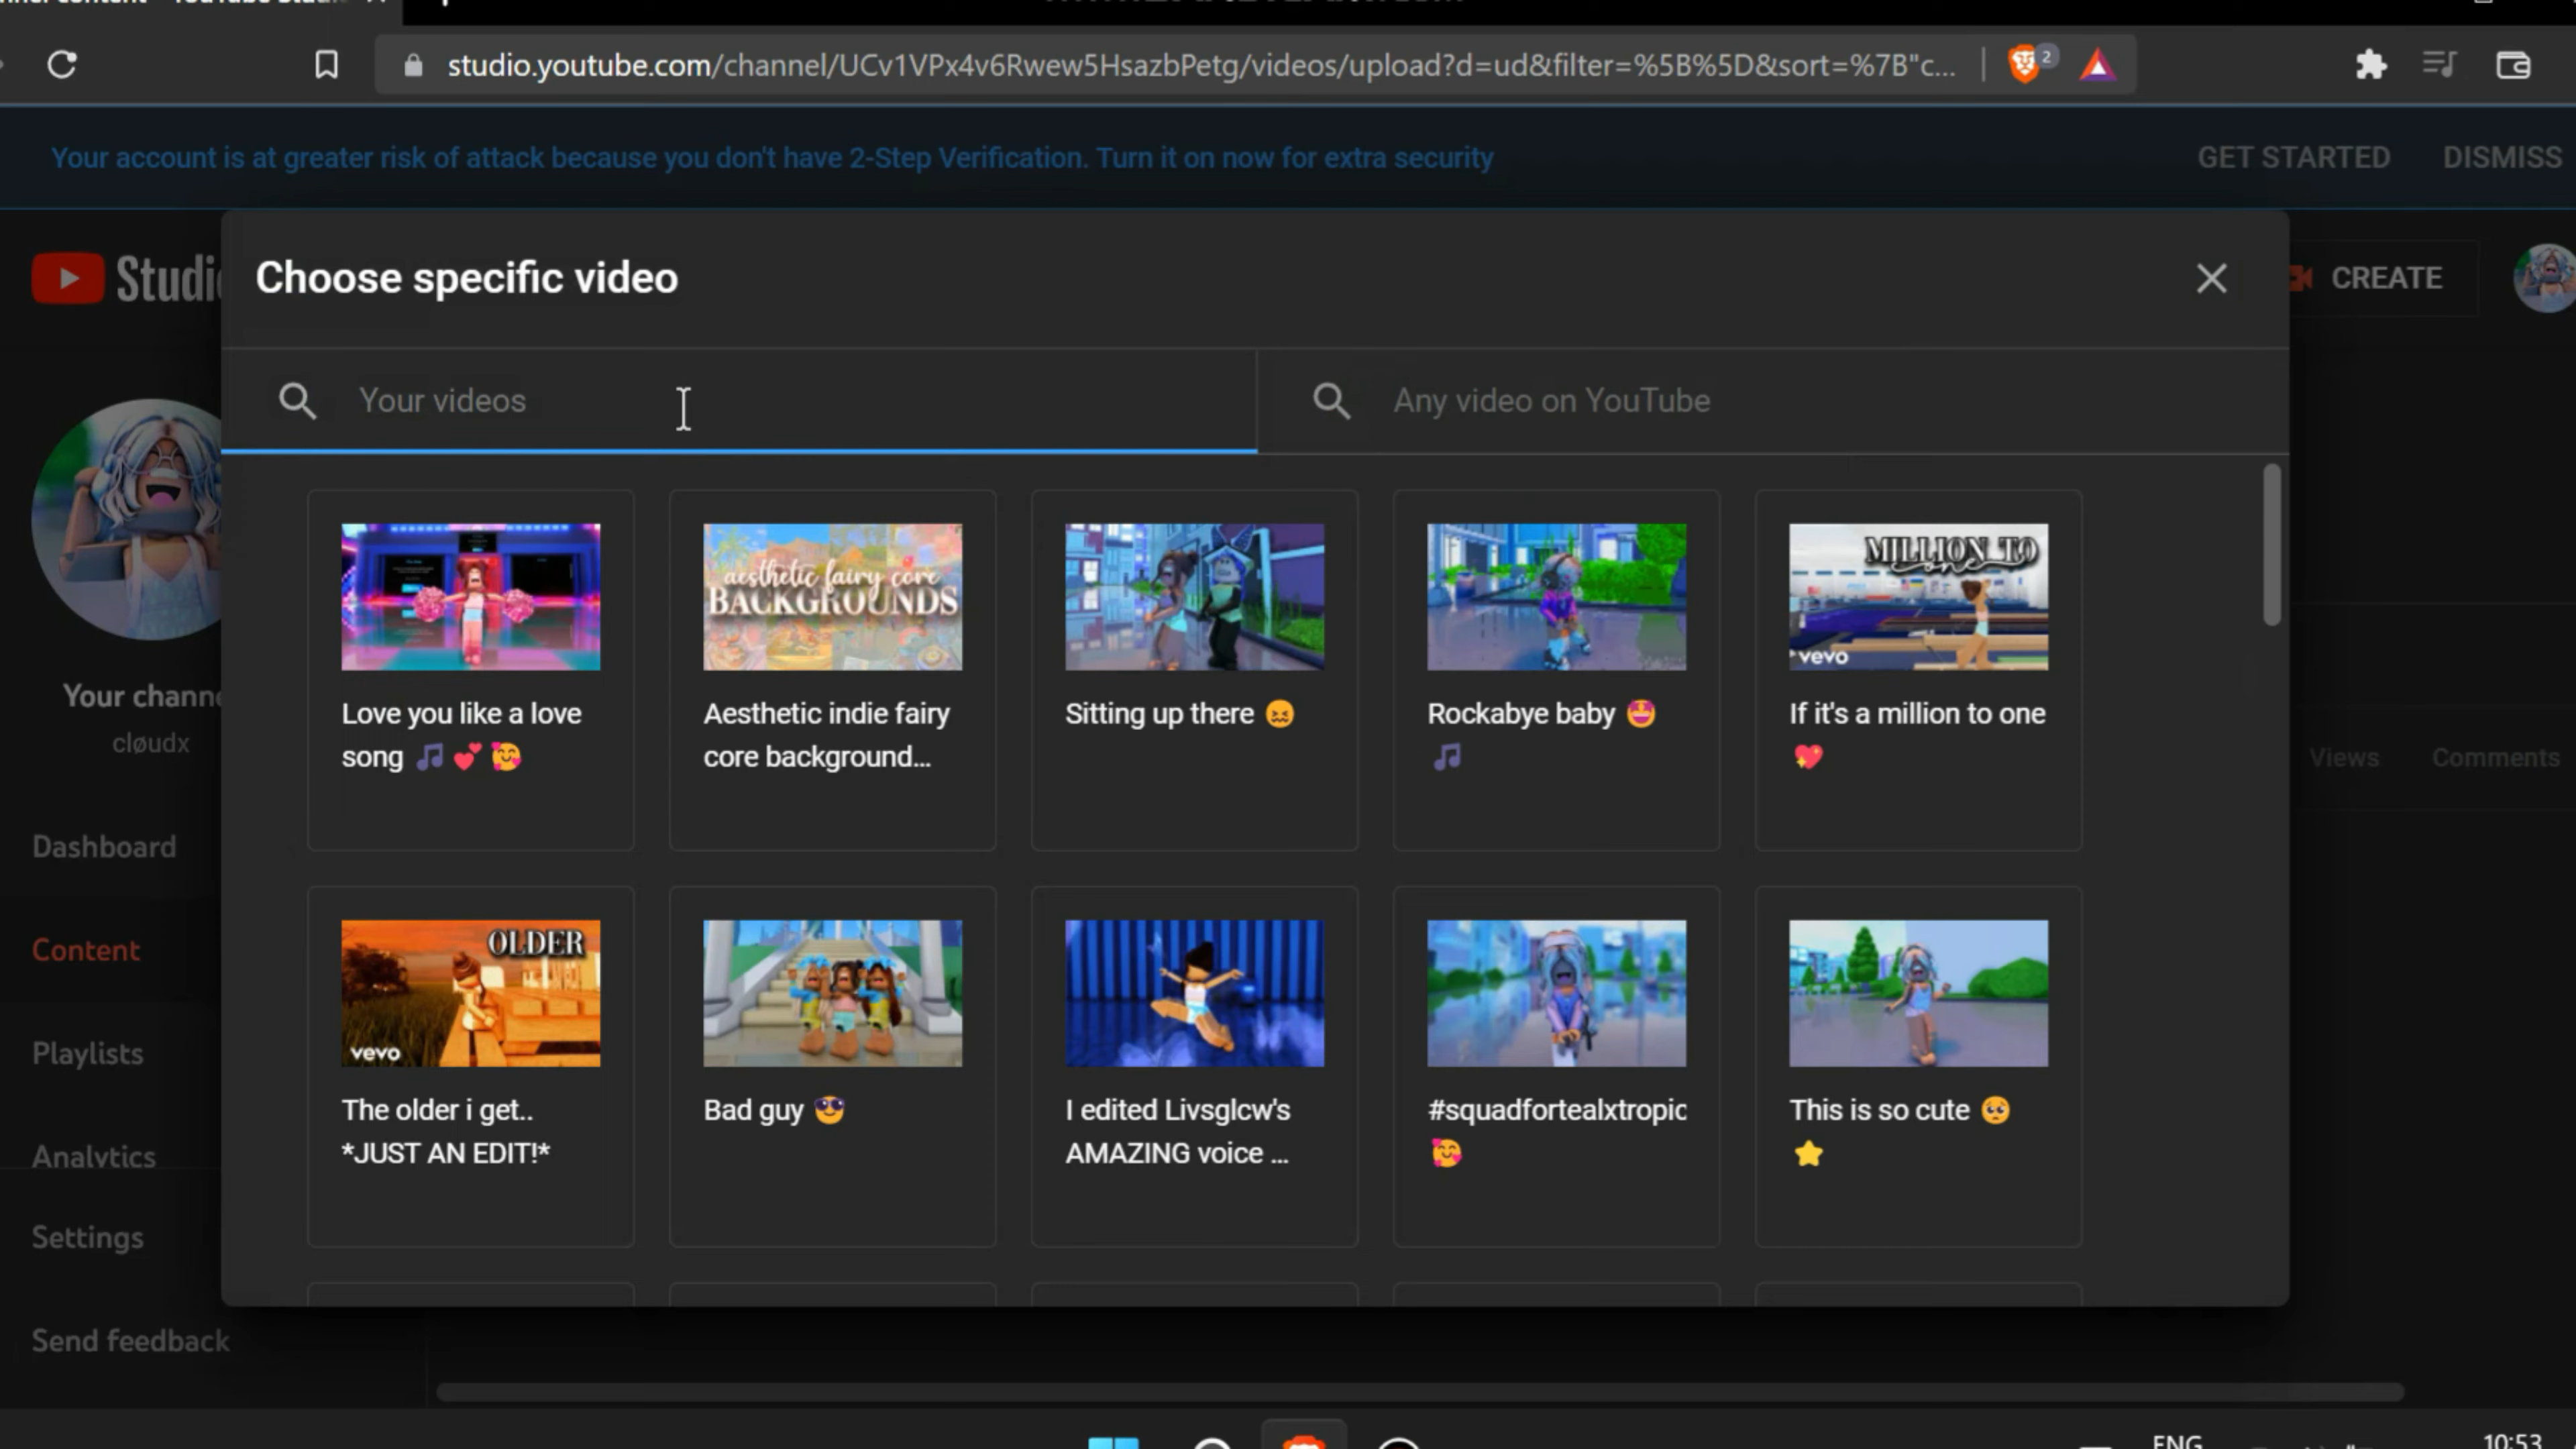 studio.youtube.com/channel/UCv1VPx4v6Rwew5HsazbPetg/videos/upload?d=ud&filter=%5B%5D&sort=%7B"c...
2
Your account is at greater risk of attack because you don't have 2-Step Verification. Turn it on now for extra security
GET STARTED
DISMISS
Studio
Choose specific video
CREATE
Your videos
Any video on YouTube
aesthetic fairy core
BACKGROUNDS
MILLION TO
one
vevo
Love you like a love
song 🎵 💕 🥰
Aesthetic indie fairy
core background...
Sitting up there 😖
Rockabye baby 🤩
🎵
If it's a million to one
💖
Your channe
cløudx
Views
Comments
Dashboard
Content
Playlists
Analytics
Settings
Send feedback
OLDER
vevo
The older i get..
*JUST AN EDIT!*
Bad guy 😎
I edited Livsglcw's
AMAZING voice ...
#squadfortealxtropic
🥰
This is so cute 🥺
⭐
ENG
10:53